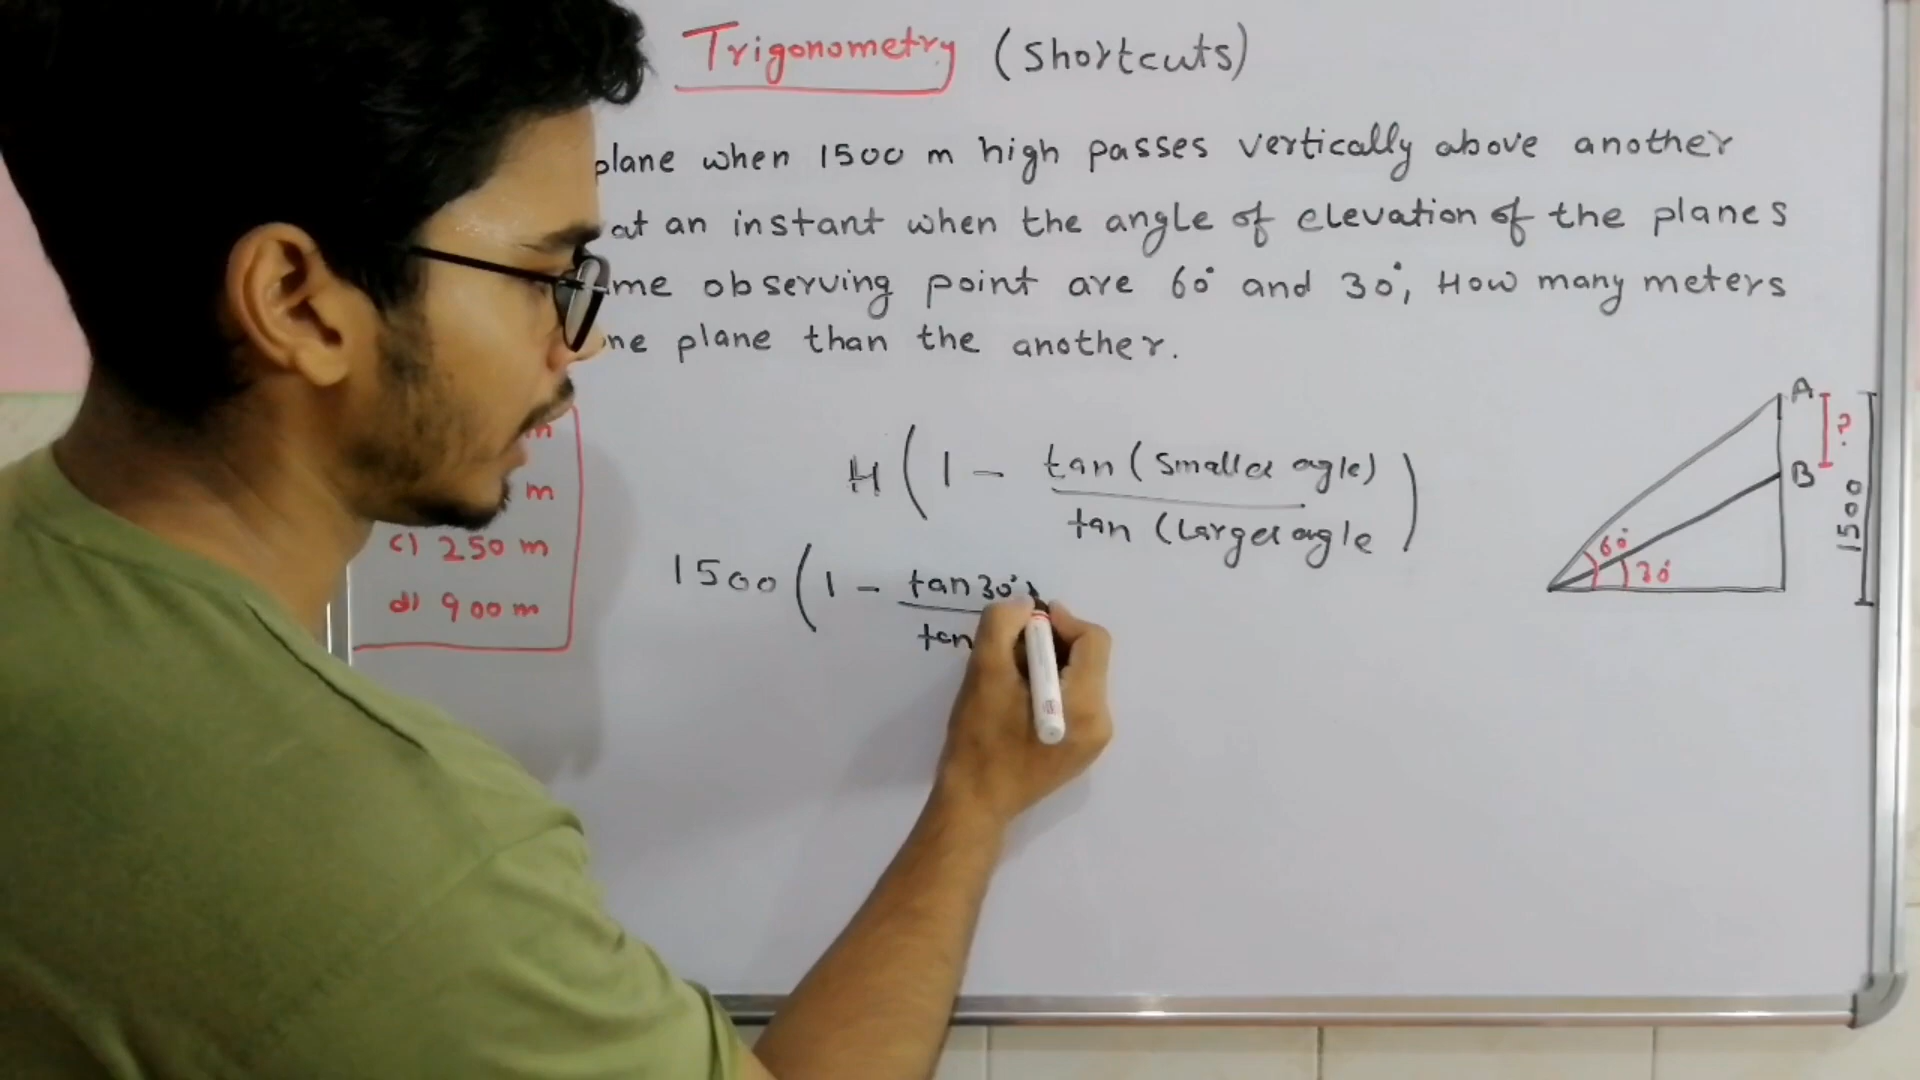 Trigonometry (Shortcuts)
plane when 1500 m high passes vertically above another
at an instant when the angle of elevation of the planes
me observing point are 60° and 30°, How many meters
ne plane than the another.
m
m
c) 250 m
d) 900 m
H ( 1 - tan (Smaller agle) )
tan (Larger agle
1500 ( 1 - tan 30°
tan
A
?
B
1500
60°
30°